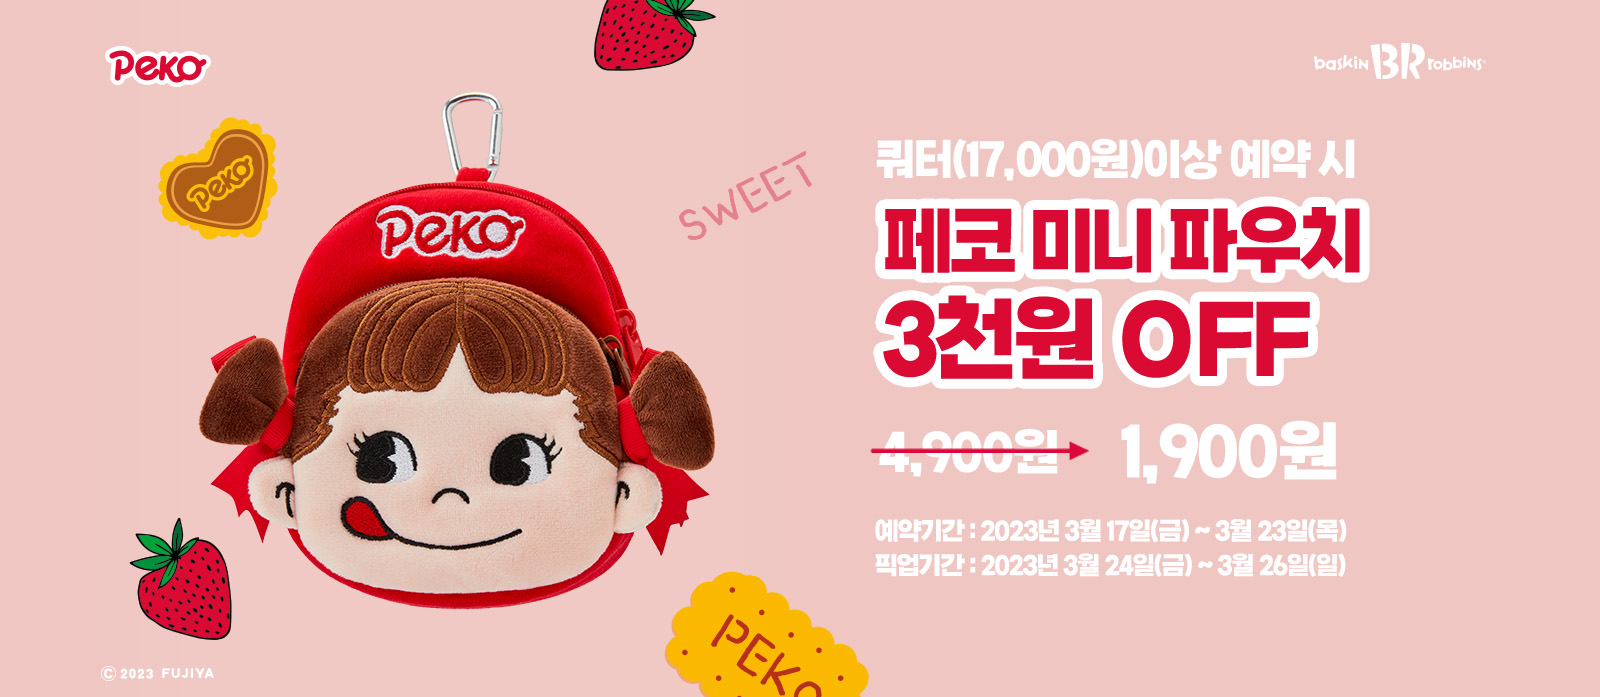 Peko
baskin BR robbins
Peko
Peko
SWEET
쿼터(17,000원)이상 예약 시
페코 미니 파우치
3천원 OFF
4,900원 1,900원
예약기간 : 2023년 3월 17일(금) ~ 3월 23일(목)
픽업기간 : 2023년 3월 24일(금) ~ 3월 26일(일)
PEKO
© 2023 FUJIYA